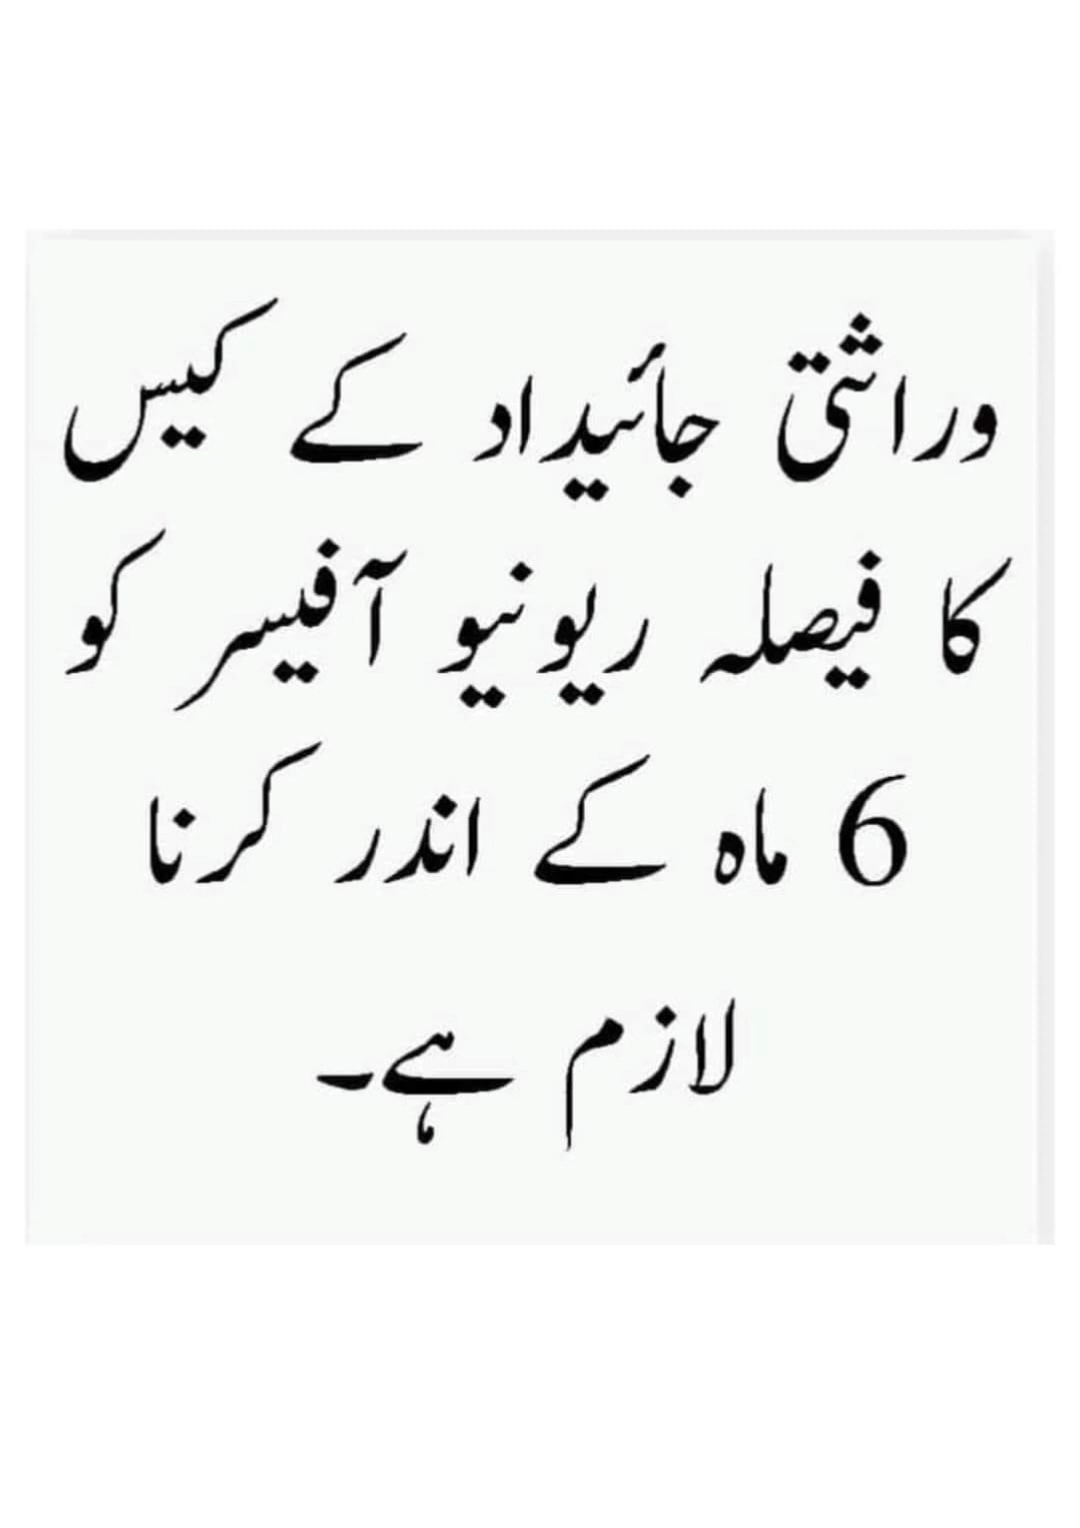 وراثتی جائیداد کے کیس
کا فیصلہ ریونیو آفیسر کو
6 ماہ کے اندر کرنا
لازم ہے۔